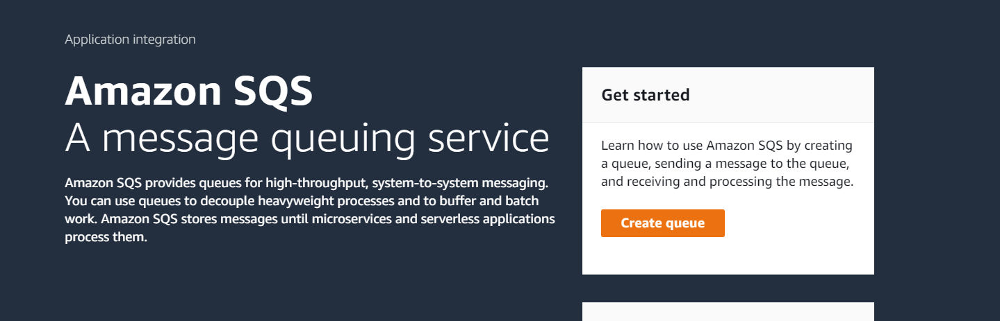 Application integration
Amazon SQS
A message queuing service
Amazon SQS provides queues for high-throughput, system-to-system messaging.
You can use queues to decouple heavyweight processes and to buffer and batch
work. Amazon SQS stores messages until microservices and serverless applications
process them.
Get started
Learn how to use Amazon SQS by creating
a queue, sending a message to the queue,
and receiving and processing the message.
Create queue